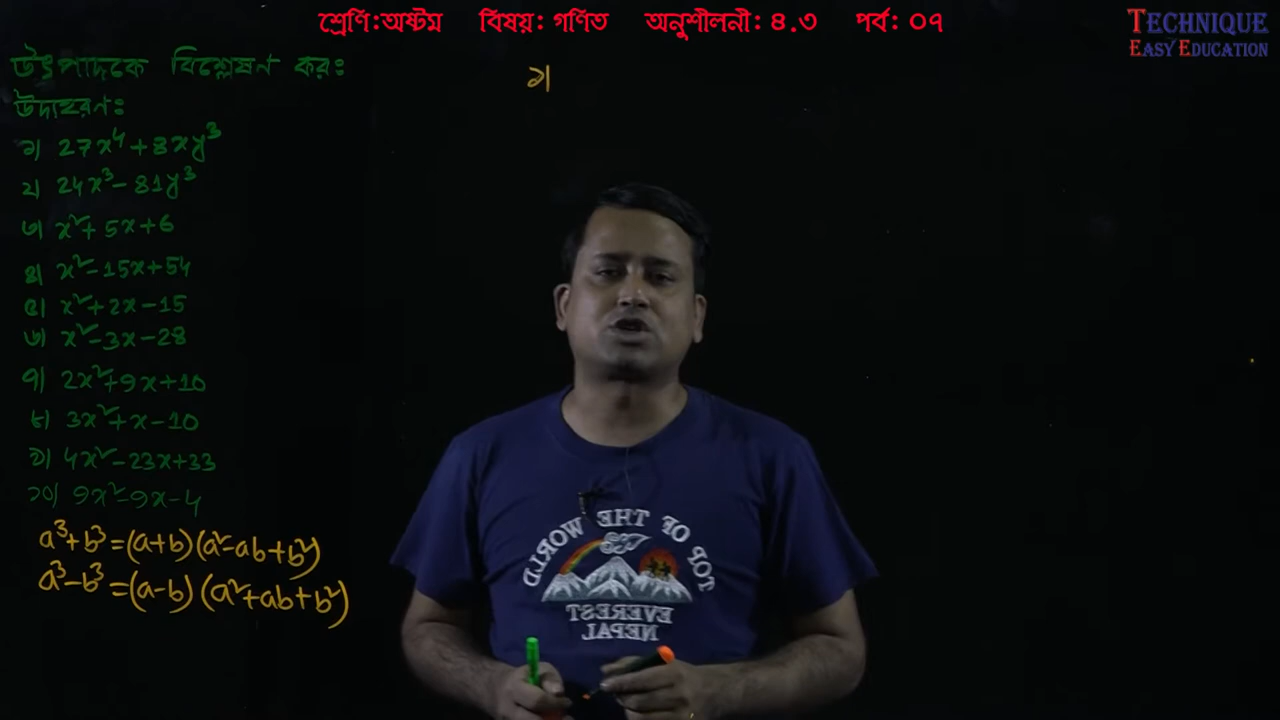 শ্রেণি:অষ্টম বিষয়: গণিত অনুশীলনী: ৪.৩ পর্ব: ০৭
TECHNIQUE
EASY EDUCATION
উৎপাদকে বিশ্লেষণ কর:
উদাহরণ:
১| 27x⁴+8xy³
২| 24x³-81y³
৩| x²+5x+6
৪| x²-15x+54
৫| x²+2x-15
৬| x²-3x-28
৭| 2x²+9x+10
৮| 3x²+x-10
৯| 4x²-23x+33
১০| 9x²-9x-4
a³+b³=(a+b)(a²-ab+b²)
a³-b³=(a-b)(a²+ab+b²)
১|
TOP OF THE WORLD
EVEREST
NEPAL